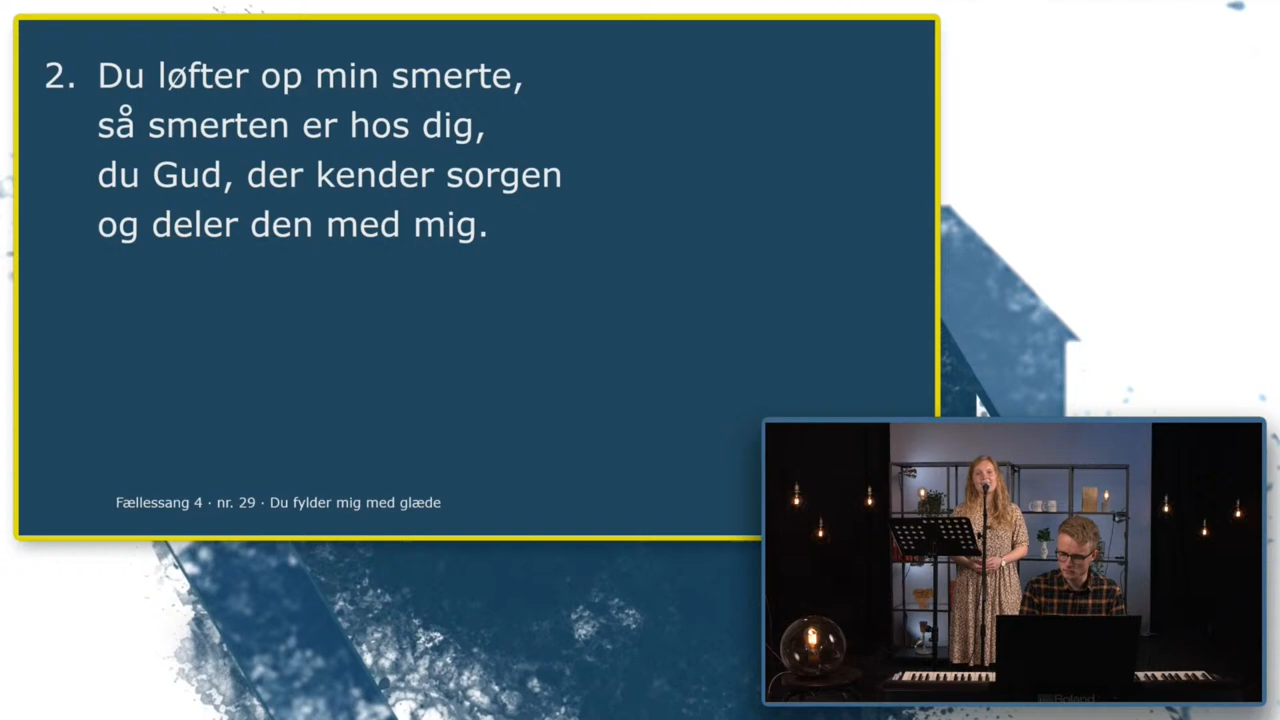 2. Du løfter op min smerte,
så smerten er hos dig,
du Gud, der kender sorgen
og deler den med mig.
Fællessang 4 · nr. 29 · Du fylder mig med glæde
Roland